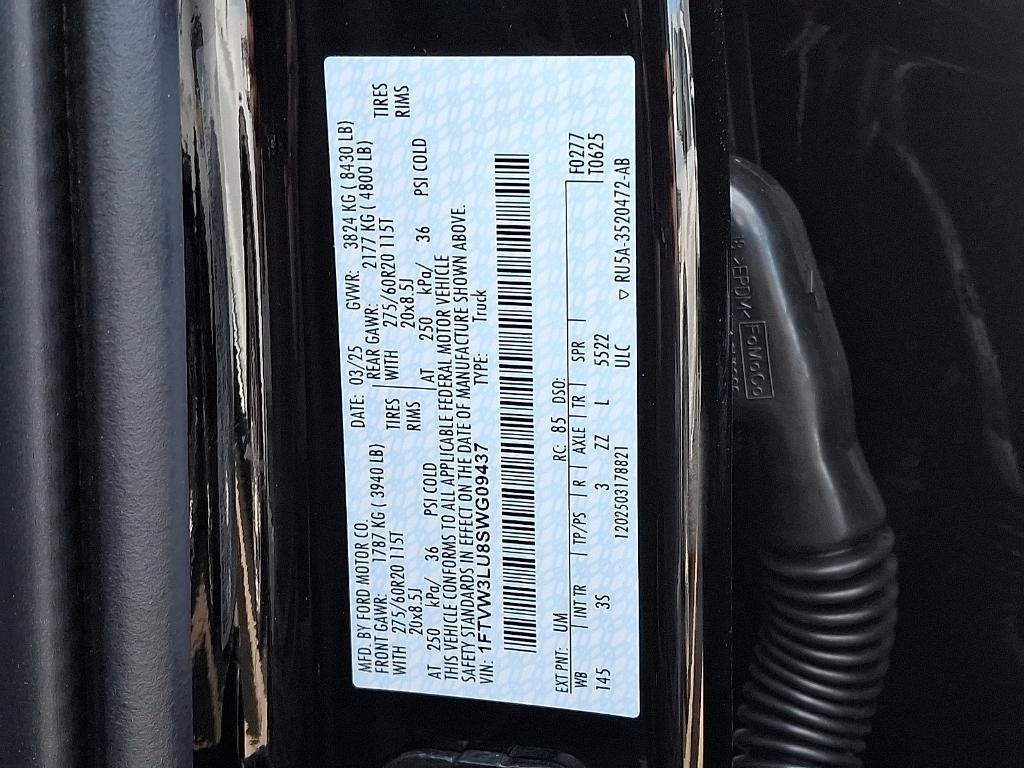 MFD. BY FORD MOTOR CO. DATE: 03/25 GVWR: 3824 KG ( 8430 LB)
FRONT GAWR: 1787 KG ( 3940 LB) REAR GAWR: 2177 KG ( 4800 LB)
WITH 275/60R20 115T TIRES WITH 275/60R20 115T TIRES
20x8.5J RIMS 20x8.5J RIMS
AT 250 kPa/ 36 PSI COLD AT 250 kPa/ 36 PSI COLD
THIS VEHICLE CONFORMS TO ALL APPLICABLE FEDERAL MOTOR VEHICLE
SAFETY STANDARDS IN EFFECT ON THE DATE OF MANUFACTURE SHOWN ABOVE.
VIN: 1FTVW3LU8SWG09437 TYPE: Truck
EXT PNT: UM RC: 85 DSO: F0277
WB INT TR TP/PS R AXLE TR SPR T0625
145 3S 3 ZZ L 5522
1202503178821 ULC ▽ RU5A-3520472-AB
>EPDM<
FoMoCo